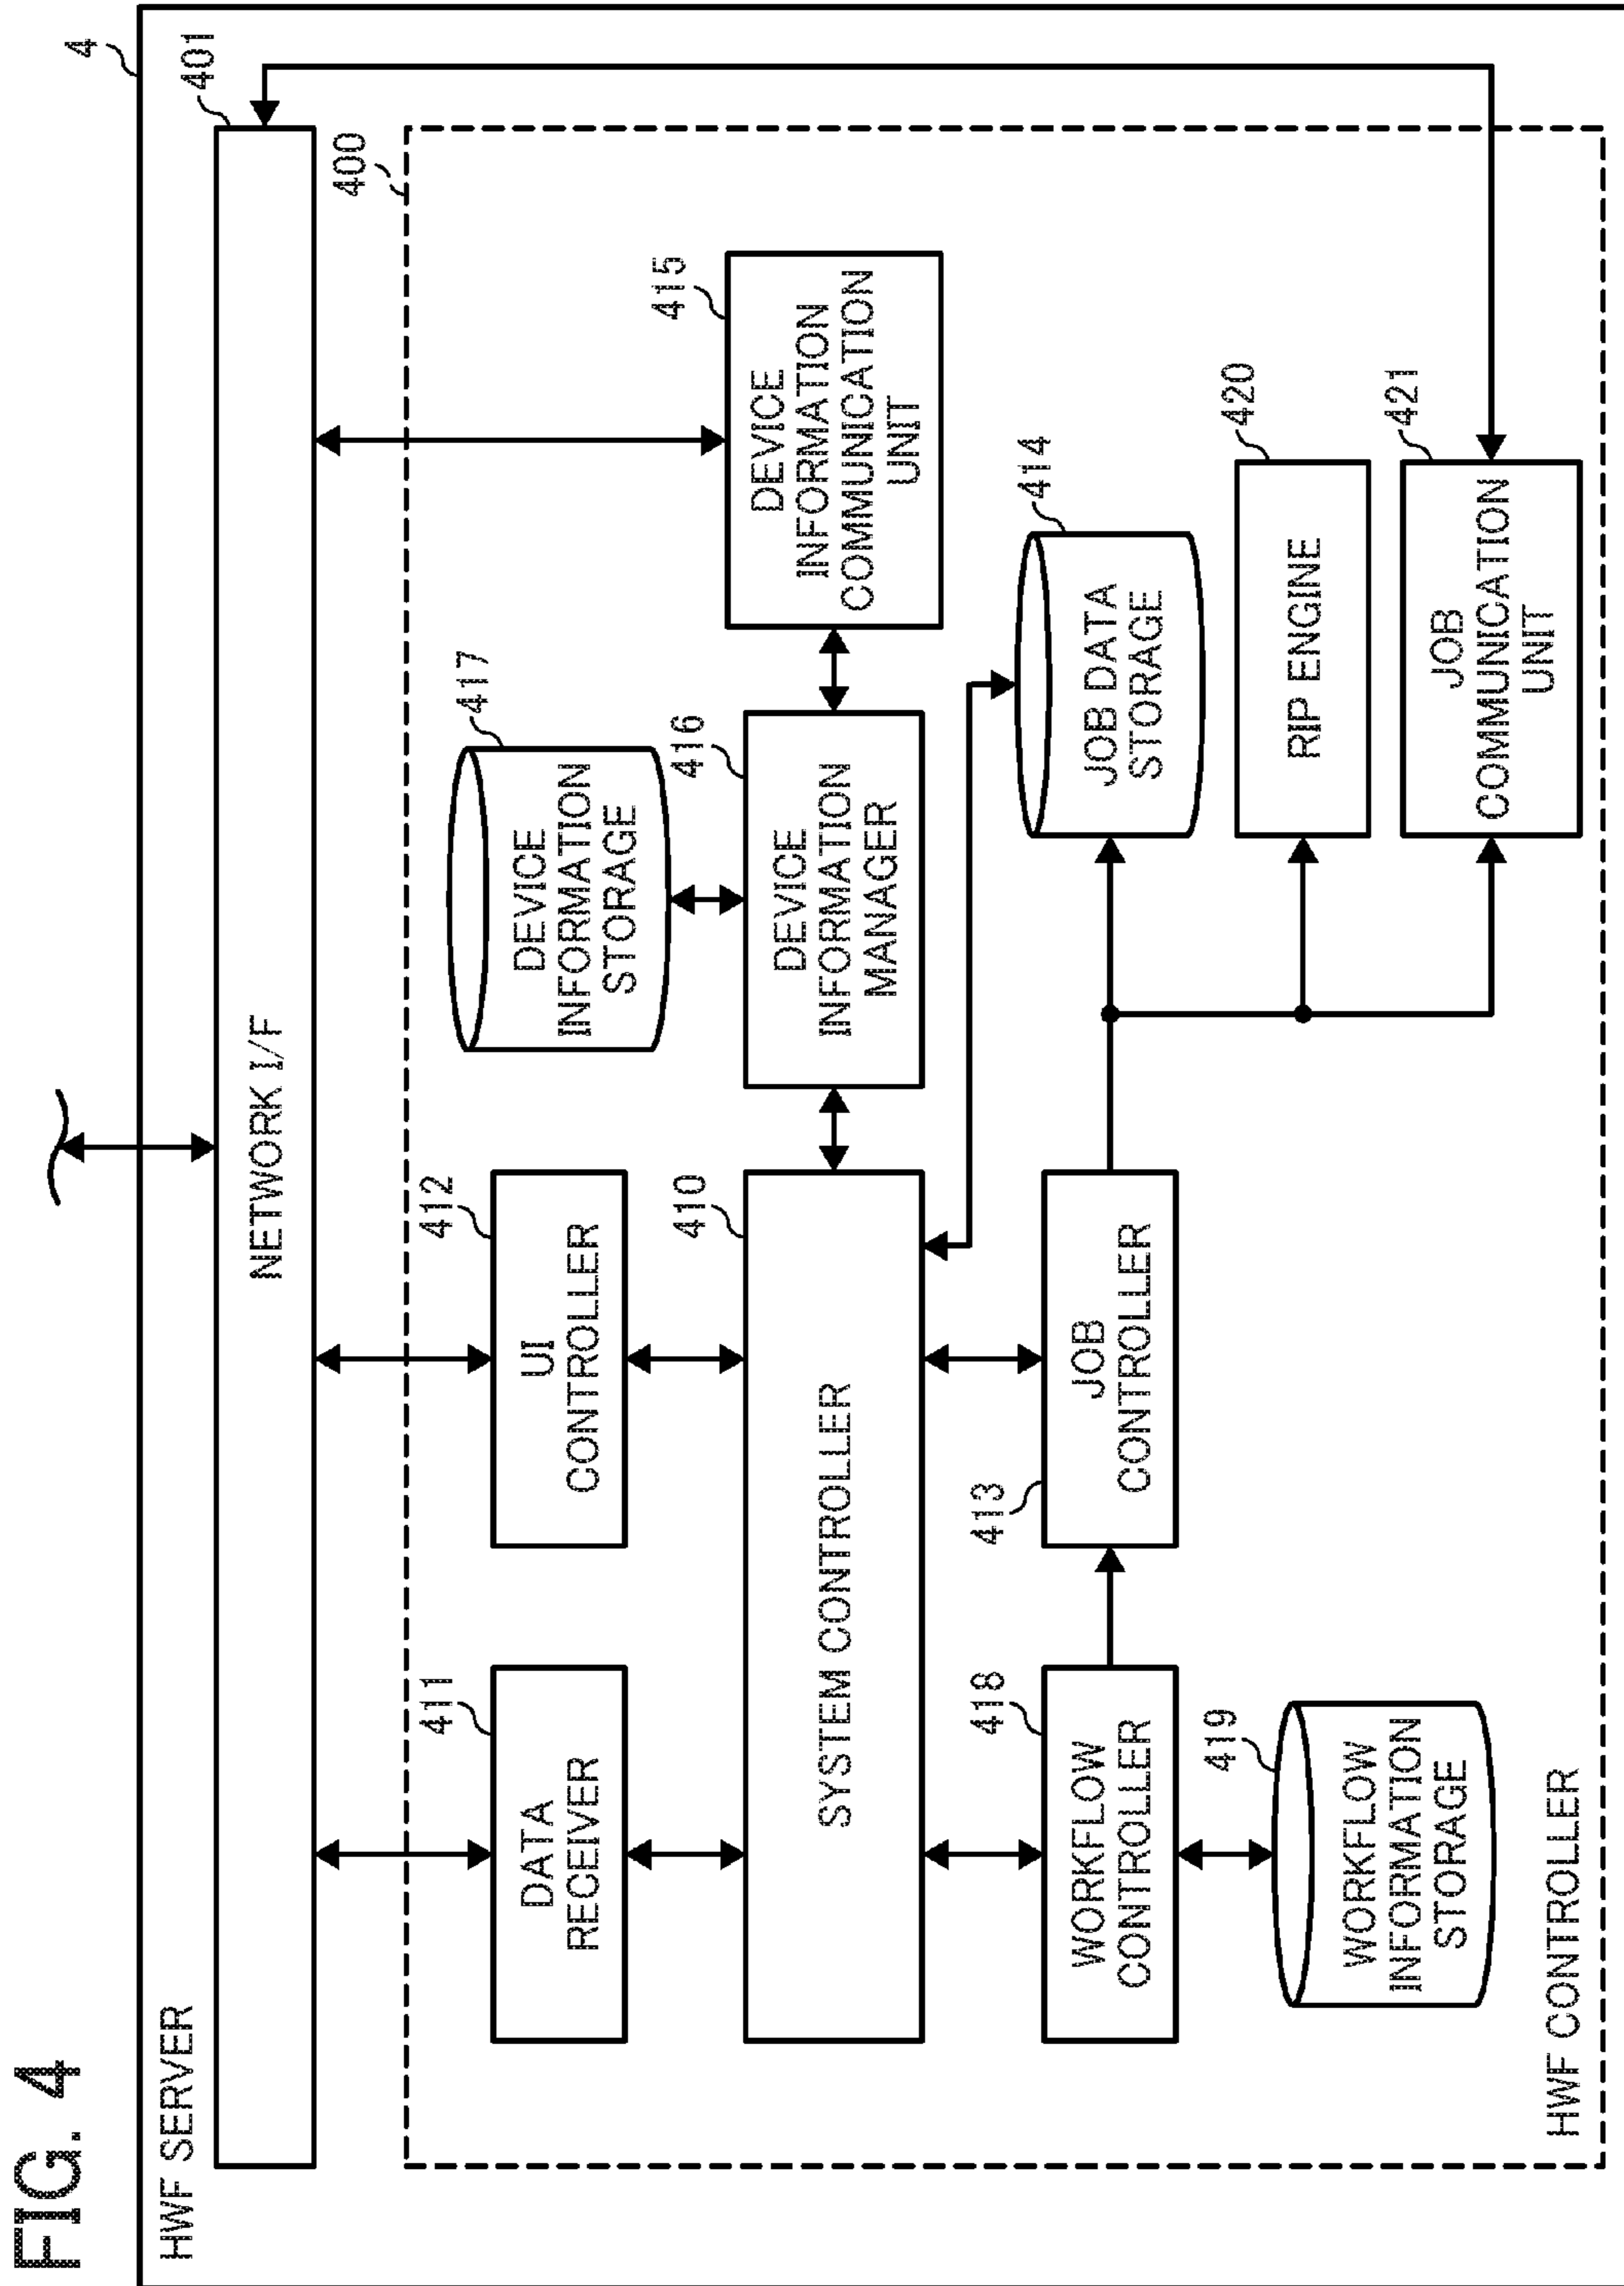 FIG. 4
HWF SERVER
4
401
NETWORK I/F
400
411
DATA
RECEIVER
412
UI
CONTROLLER
417
DEVICE
INFORMATION
STORAGE
415
DEVICE
INFORMATION
COMMUNICATION
UNIT
410
SYSTEM CONTROLLER
416
DEVICE
INFORMATION
MANAGER
418
WORKFLOW
CONTROLLER
413
JOB
CONTROLLER
414
JOB DATA
STORAGE
419
WORKFLOW
INFORMATION
STORAGE
420
RIP ENGINE
421
JOB
COMMUNICATION
UNIT
HWF CONTROLLER